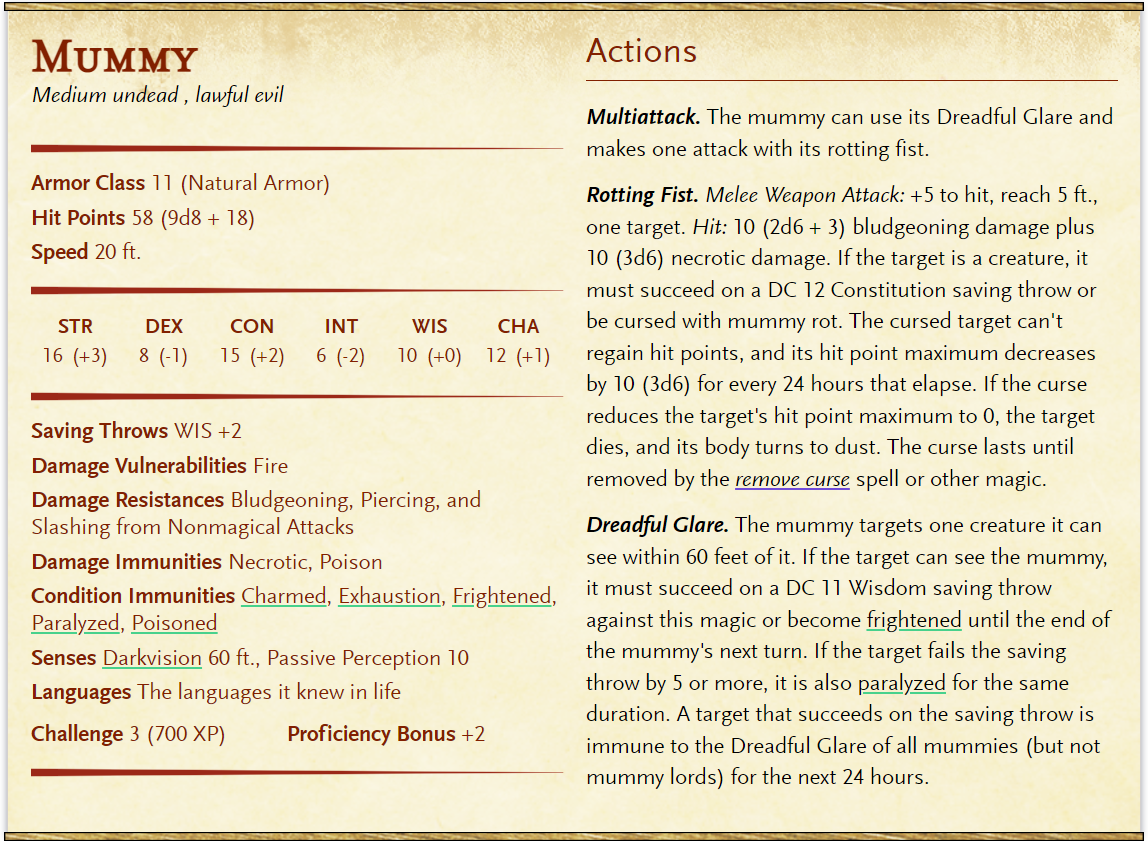 Mummy
Medium undead , lawful evil
Armor Class 11 (Natural Armor)
Hit Points 58 (9d8 + 18)
Speed 20 ft.
STR DEX CON INT WIS CHA
16 (+3) 8 (-1) 15 (+2) 6 (-2) 10 (+0) 12 (+1)
Saving Throws WIS +2
Damage Vulnerabilities Fire
Damage Resistances Bludgeoning, Piercing, and
Slashing from Nonmagical Attacks
Damage Immunities Necrotic, Poison
Condition Immunities Charmed, Exhaustion, Frightened,
Paralyzed, Poisoned
Senses Darkvision 60 ft., Passive Perception 10
Languages The languages it knew in life
Challenge 3 (700 XP) Proficiency Bonus +2
Actions
Multiattack. The mummy can use its Dreadful Glare and
makes one attack with its rotting fist.
Rotting Fist. Melee Weapon Attack: +5 to hit, reach 5 ft.,
one target. Hit: 10 (2d6 + 3) bludgeoning damage plus
10 (3d6) necrotic damage. If the target is a creature, it
must succeed on a DC 12 Constitution saving throw or
be cursed with mummy rot. The cursed target can't
regain hit points, and its hit point maximum decreases
by 10 (3d6) for every 24 hours that elapse. If the curse
reduces the target's hit point maximum to 0, the target
dies, and its body turns to dust. The curse lasts until
removed by the remove curse spell or other magic.
Dreadful Glare. The mummy targets one creature it can
see within 60 feet of it. If the target can see the mummy,
it must succeed on a DC 11 Wisdom saving throw
against this magic or become frightened until the end of
the mummy's next turn. If the target fails the saving
throw by 5 or more, it is also paralyzed for the same
duration. A target that succeeds on the saving throw is
immune to the Dreadful Glare of all mummies (but not
mummy lords) for the next 24 hours.